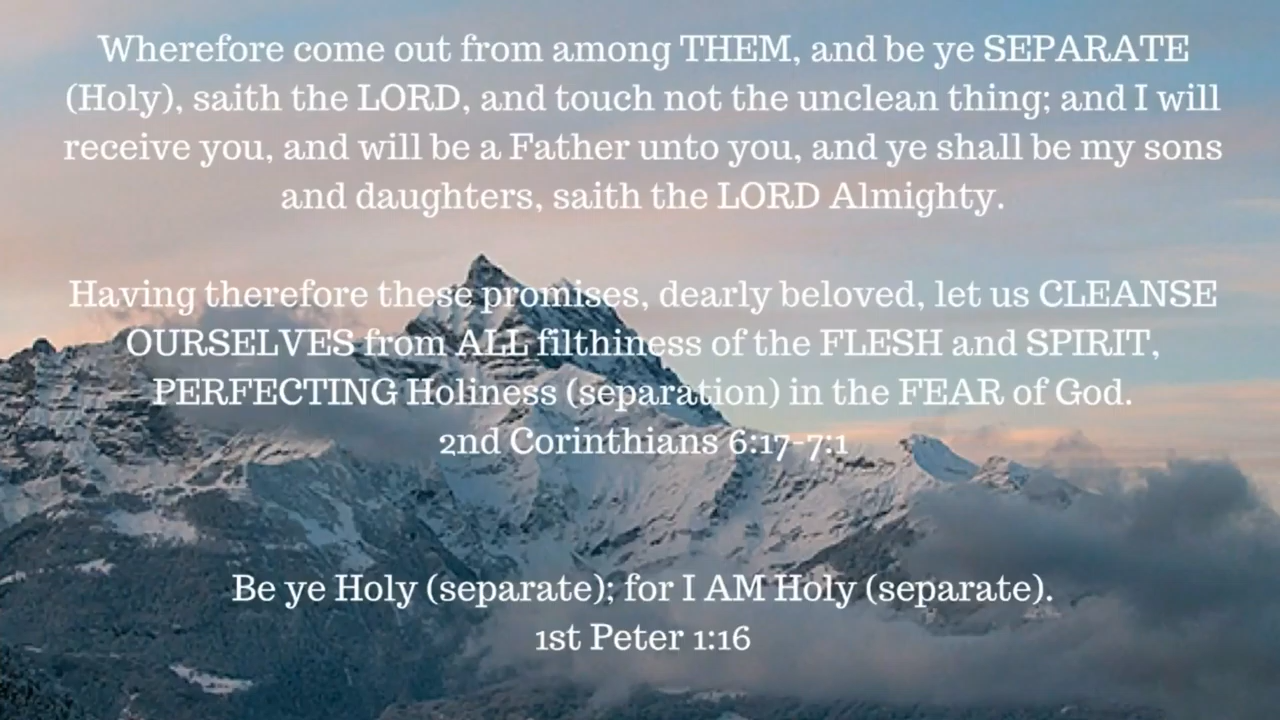 Wherefore come out from among THEM, and be ye SEPARATE
(Holy), saith the LORD, and touch not the unclean thing; and I will
receive you, and will be a Father unto you, and ye shall be my sons
and daughters, saith the LORD Almighty.
Having therefore these promises, dearly beloved, let us CLEANSE
OURSELVES from ALL filthiness of the FLESH and SPIRIT,
PERFECTING Holiness (separation) in the FEAR of God.
2nd Corinthians 6:17-7:1
Be ye Holy (separate); for I AM Holy (separate).
1st Peter 1:16